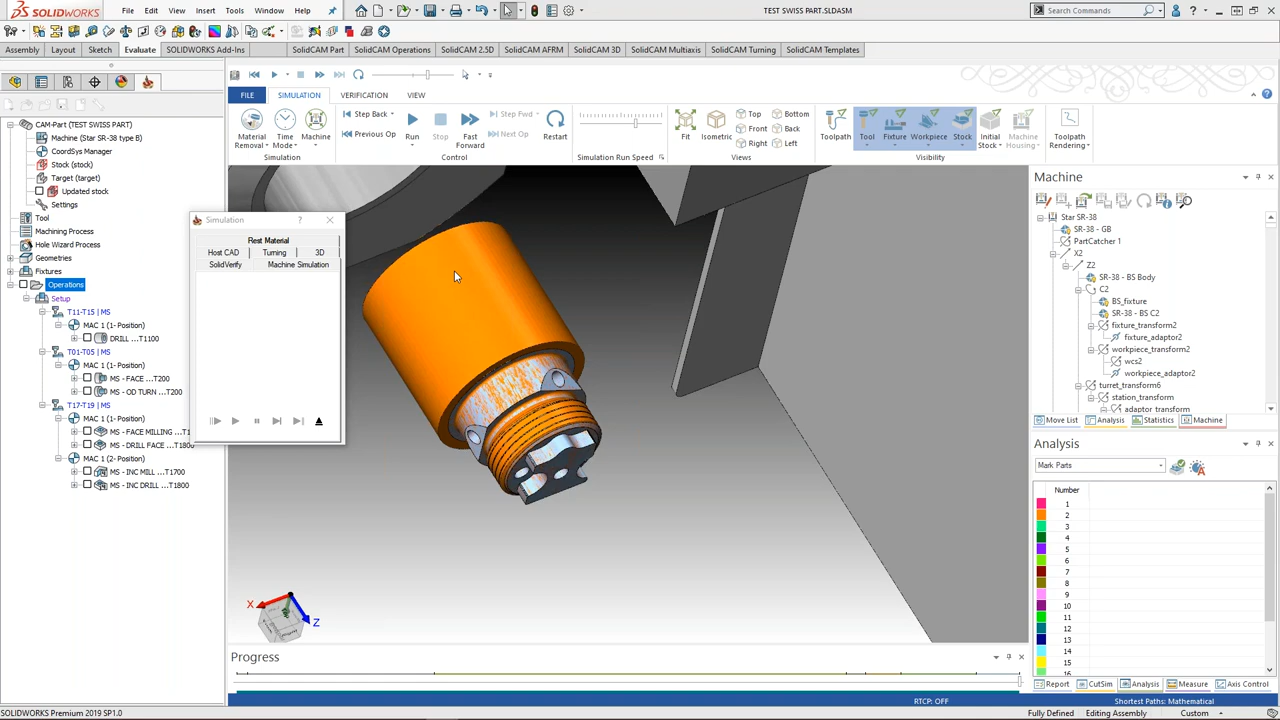 SOLIDWORKS
File Edit View Insert Tools Window Help
TEST SWISS PART.SLDASM
Search Commands
Assembly Layout Sketch Evaluate SOLIDWORKS Add-Ins SolidCAM Part SolidCAM Operations SolidCAM 2.5D SolidCAM AFRM SolidCAM 3D SolidCAM Multiaxis SolidCAM Turning SolidCAM Templates
FILE SIMULATION VERIFICATION VIEW
Step Back Step Fwd Top Bottom
Previous Op Next Op Front Back
Right Left
Material Removal Time Mode Machine Run Stop Fast Forward Restart Fit Isometric Toolpath Tool Fixture Workpiece Stock Initial Stock Machine Housing Toolpath Rendering
Simulation Control Simulation Run Speed Views Visibility
CAM-Part (TEST SWISS PART)
Machine (Star SR-38 type B)
CoordSys Manager
Stock (stock)
Target (target)
Updated stock
Settings
Tool
Machining Process
Hole Wizard Process
Geometries
Fixtures
Operations
Setup
T11-T15 | MS
MAC 1 (1- Position)
DRILL ...T1100
T01-T05 | MS
MAC 1 (1- Position)
MS - FACE ...T200
MS - OD TURN ...T200
T17-T19 | MS
MAC 1 (1- Position)
MS - FACE MILLING ...T1
MS - DRILL FACE ...T1800
MAC 1 (2- Position)
MS - INC MILL ...T1700
MS - INC DRILL ...T1800
Simulation ?
Rest Material
Host CAD Turning 3D
SolidVerify Machine Simulation
X
Z
Machine
Star SR-38
SR-38 - GB
PartCatcher 1
X2
Z2
SR-38 - BS Body
C2
BS_fixture
SR-38 - BS C2
fixture_transform2
fixture_adaptor2
workpiece_transform2
wcs2
workpiece_adaptor2
turret_transform6
station_transform
adaptor_transform
Move List Analysis Statistics Machine
Analysis
Mark Parts
Number
1
2
3
4
5
6
7
8
9
10
11
12
13
14
15
16
Report CutSim Analysis Measure Axis Control
Progress
RTCP: OFF Shortest Paths: Mathematical
SOLIDWORKS Premium 2019 SP1.0 Fully Defined Editing Assembly Custom